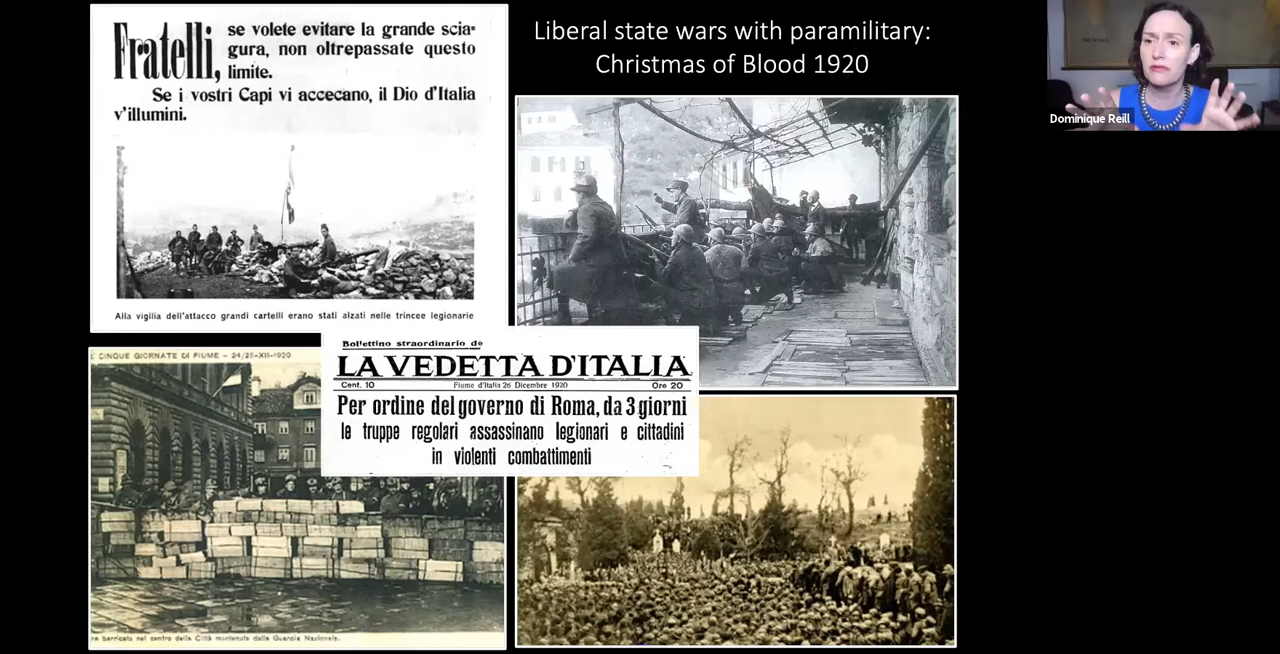 Liberal state wars with paramilitary:
Christmas of Blood 1920
Dominique Reill
Fratelli, se volete evitare la grande scia-
gura, non oltrepassate questo
limite.
Se i vostri Capi vi accecano, il Dio d'Italia
v'illumini.
Alla vigilia dell'attacco grandi cartelli erano stati alzati nelle trincee legionarie
CINQUE GIORNATE DI FIUME - 24/28-XII-1920
Bollettino straordinario de
LA VEDETTA D'ITALIA
Cent. 10 Fiume d'Italia 26 Dicembre 1920 Ore 20
Per ordine del governo di Roma, da 3 giorni
le truppe regolari assassinano legionari e cittadini
in violenti combattimenti
barricata nel centro della Città mantenuta dalla Guardia Nazionale.